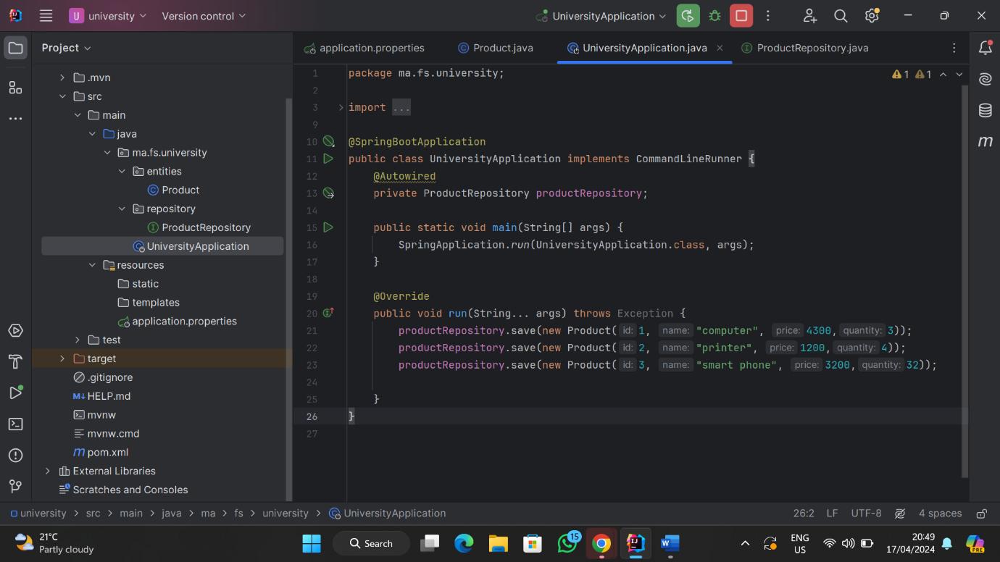 U university Version control UniversityApplication
Project
application.properties Product.java UniversityApplication.java ProductRepository.java
.mvn
src
main
java
ma.fs.university
entities
Product
repository
ProductRepository
UniversityApplication
resources
static
templates
application.properties
test
target
.gitignore
M↓ HELP.md
mvnw
mvnw.cmd
m pom.xml
External Libraries
Scratches and Consoles
1 package ma.fs.university; 1 1
2
3 import ...
9
10 @SpringBootApplication
11 public class UniversityApplication implements CommandLineRunner {
12 @Autowired
13 private ProductRepository productRepository;
14
15 public static void main(String[] args) {
16 SpringApplication.run(UniversityApplication.class, args);
17 }
18
19 @Override
20 public void run(String... args) throws Exception {
21 productRepository.save(new Product( id: 1, name: "computer", price: 4300, quantity: 3));
22 productRepository.save(new Product( id: 2, name: "printer", price: 1200, quantity: 4));
23 productRepository.save(new Product( id: 3, name: "smart phone", price: 3200, quantity: 32));
24
25 }
26 }
27
m
university > src > main > java > ma > fs > university > UniversityApplication 26:2 LF UTF-8 4 spaces
21°C
Partly cloudy
Search
15
ENG
US
20:49
17/04/2024
PRE